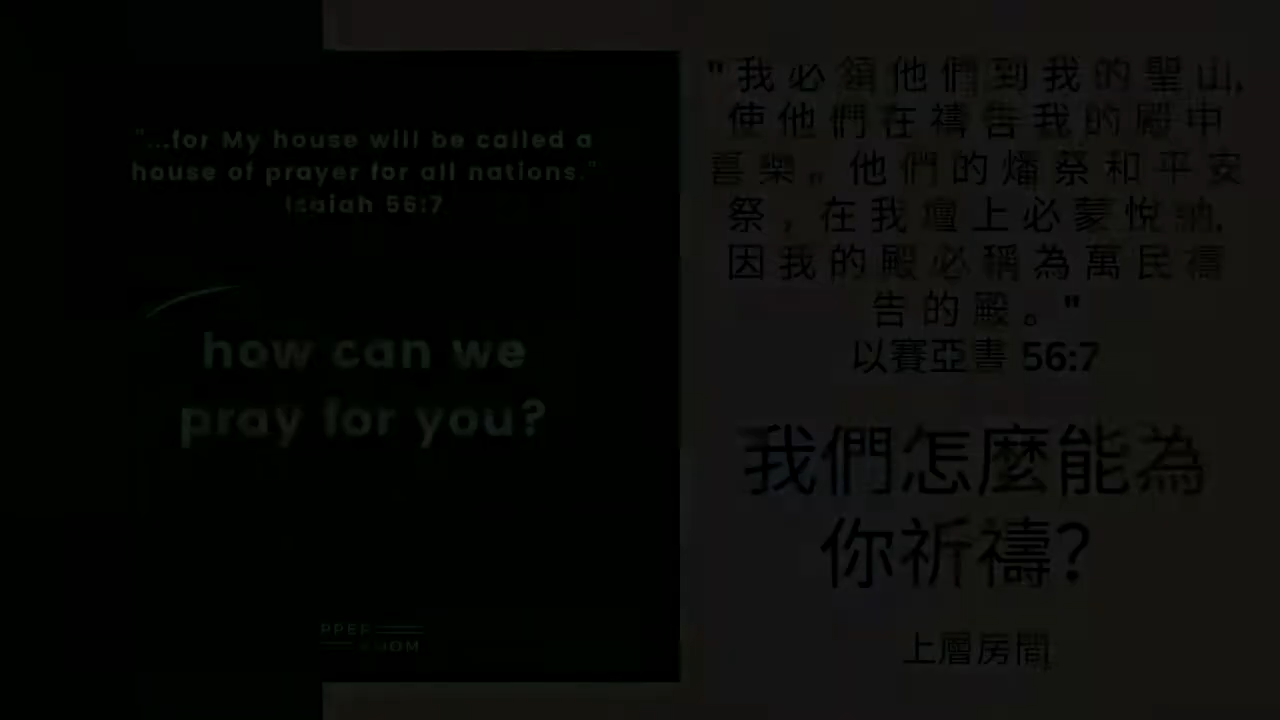 "...for My house will be called a
house of prayer for all nations."
Isaiah 56:7
how can we
pray for you?
PPER
OOM
"我必領他們到我的聖山,
使他們在禱告我的殿中
喜樂。他們的燔祭和平安
祭，在我壇上必蒙悅納,
因我的殿必稱為萬民禱
告的殿。"
以賽亞書 56:7
我們怎麼能為
你祈禱?
上層房間